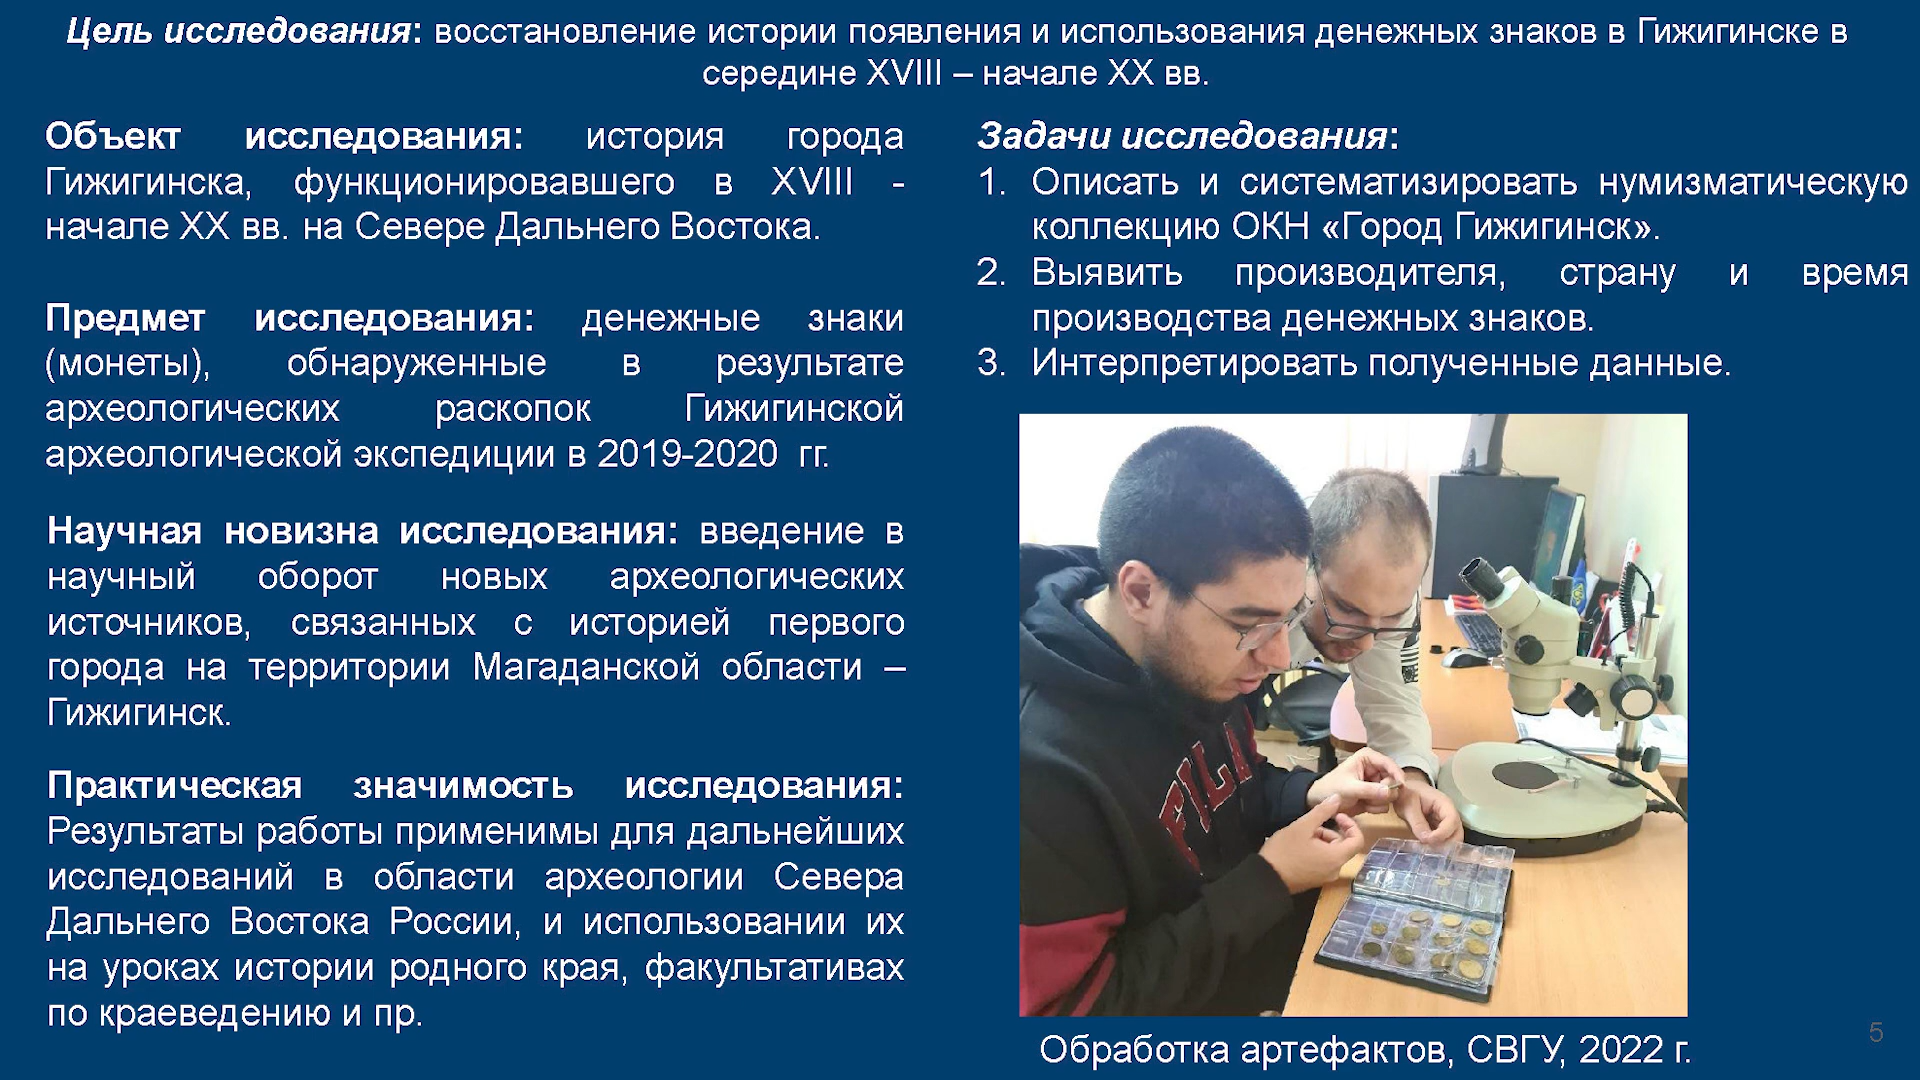 Цель исследования: восстановление истории появления и использования денежных знаков в Гижигинске в
середине XVIII – начале XX вв.
Объект исследования: история города
Гижигинска, функционировавшего в XVIII -
начале XX вв. на Севере Дальнего Востока.
Предмет исследования: денежные знаки
(монеты), обнаруженные в результате
археологических раскопок Гижигинской
археологической экспедиции в 2019-2020 гг.
Научная новизна исследования: введение в
научный оборот новых археологических
источников, связанных с историей первого
города на территории Магаданской области –
Гижигинск.
Практическая значимость исследования:
Результаты работы применимы для дальнейших
исследований в области археологии Севера
Дальнего Востока России, и использовании их
на уроках истории родного края, факультативах
по краеведению и пр.
Задачи исследования:
1. Описать и систематизировать нумизматическую
коллекцию ОКН «Город Гижигинск».
2. Выявить производителя, страну и время
производства денежных знаков.
3. Интерпретировать полученные данные.
FILA
Обработка артефактов, СВГУ, 2022 г.
5